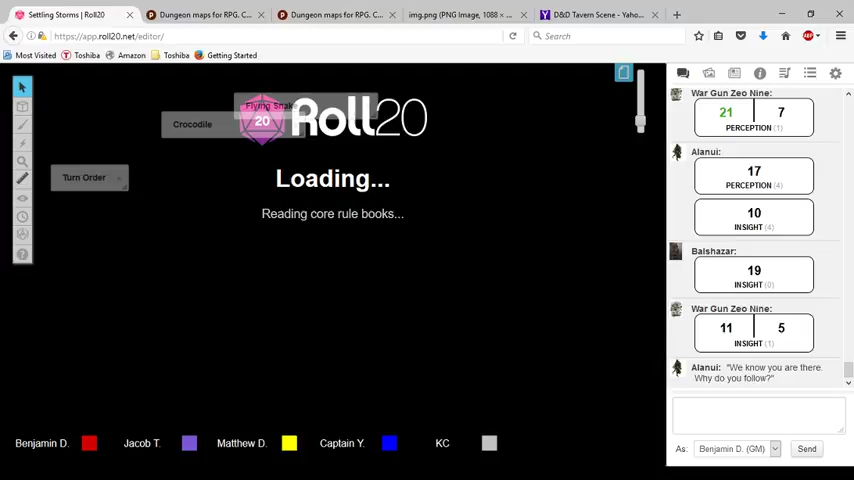 Settling Storms | Roll20
Dungeon maps for RPG. C...
Dungeon maps for RPG. C...
img.png (PNG Image, 1088 × ...
D&D Tavern Scene - Yahoo...
https://app.roll20.net/editor/
Search
ABP
Most Visited
Toshiba
Amazon
Toshiba
Getting Started
Flying Snake
Crocodile
20
Roll20
Turn Order
Loading...
Reading core rule books...
War Gun Zeo Nine:
21 7
PERCEPTION (1)
Alanui:
17
PERCEPTION (4)
10
INSIGHT (4)
Balshazar:
19
INSIGHT (0)
War Gun Zeo Nine:
11 5
INSIGHT (1)
Alanui: "We know you are there.
Why do you follow?"
Benjamin D.
Jacob T.
Matthew D.
Captain Y.
KC
As: Benjamin D. (GM)
Send